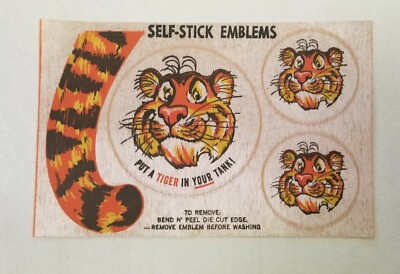 SELF-STICK EMBLEMS
PUT A TIGER IN YOUR TANK!
TO REMOVE:
BEND N' PEEL DIE CUT EDGE.
REMOVE EMBLEM BEFORE WASHING